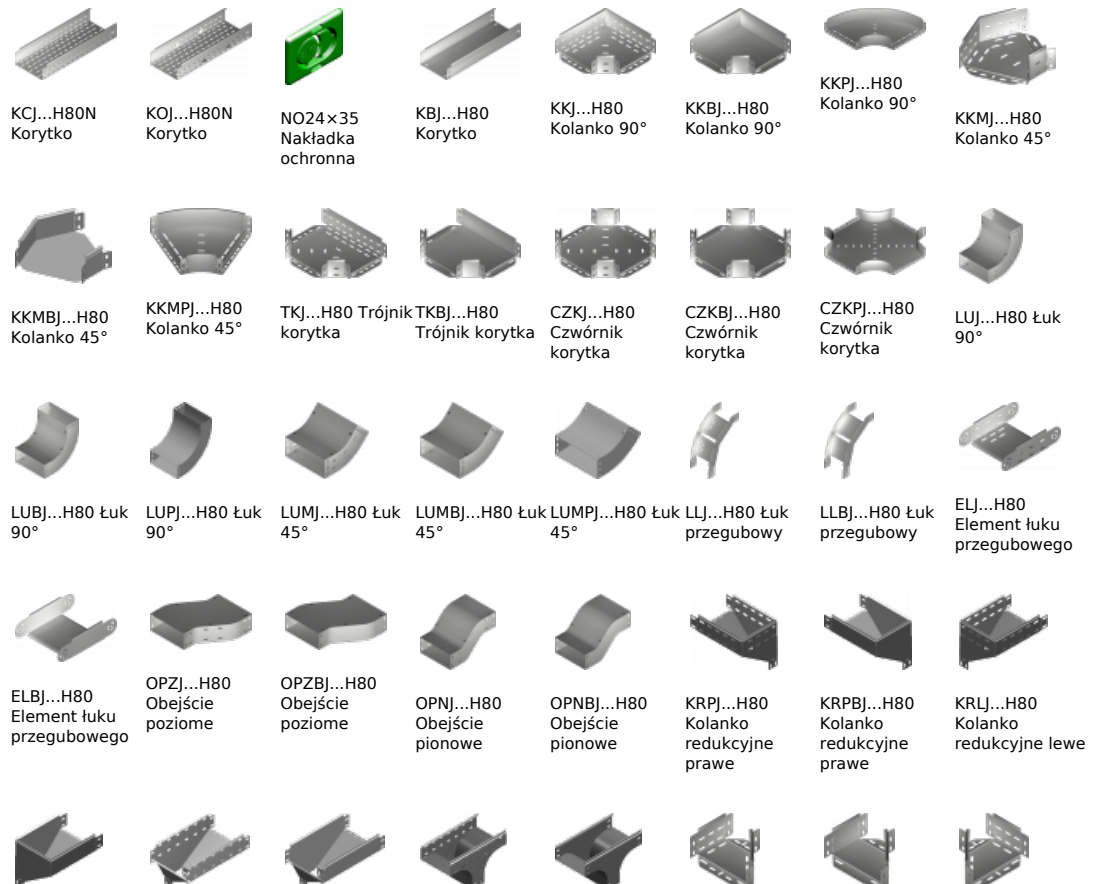 KCJ...H80N
Korytko
KOJ...H80N
Korytko
NO24×35
Nakładka
ochronna
KBJ...H80
Korytko
KKJ...H80
Kolanko 90°
KKBJ...H80
Kolanko 90°
KKPJ...H80
Kolanko 90°
KKMJ...H80
Kolanko 45°
KKMBJ...H80
Kolanko 45°
KKMPJ...H80
Kolanko 45°
TKJ...H80 Trójnik
korytka
TKBJ...H80
Trójnik korytka
CZKJ...H80
Czwórnik
korytka
CZKBJ...H80
Czwórnik
korytka
CZKPJ...H80
Czwórnik
korytka
LUJ...H80 Łuk
90°
LUBJ...H80 Łuk
90°
LUPJ...H80 Łuk
90°
LUMJ...H80 Łuk
45°
LUMBJ...H80 Łuk
45°
LUMPJ...H80 Łuk
45°
LLJ...H80 Łuk
przegubowy
LLBJ...H80 Łuk
przegubowy
ELJ...H80
Element łuku
przegubowego
ELBJ...H80
Element łuku
przegubowego
OPZJ...H80
Obejście
poziome
OPZBJ...H80
Obejście
poziome
OPNJ...H80
Obejście
pionowe
OPNBJ...H80
Obejście
pionowe
KRPJ...H80
Kolanko
redukcyjne
prawe
KRPBJ...H80
Kolanko
redukcyjne
prawe
KRLJ...H80
Kolanko
redukcyjne lewe